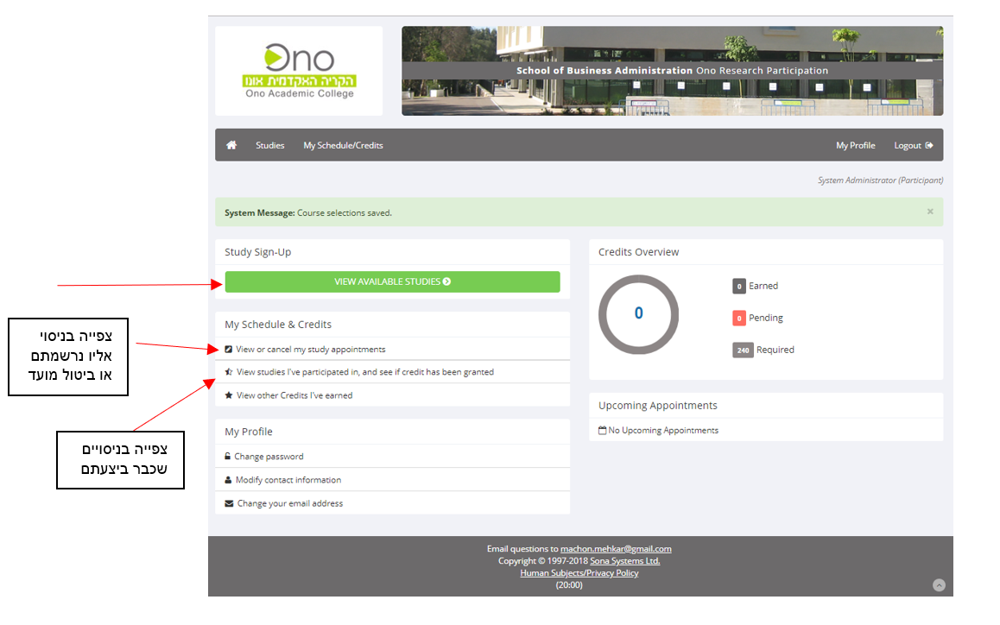 Ono
הקריה האקדמית אונו
Ono Academic College
School of Business Administration Ono Research Participation
Studies
My Schedule/Credits
My Profile
Logout
System Administrator (Participant)
System Message: Course selections saved.
×
Study Sign-Up
VIEW AVAILABLE STUDIES
My Schedule & Credits
View or cancel my study appointments
View studies I've participated in, and see if credit has been granted
View other Credits I've earned
My Profile
Change password
Modify contact information
Change your email address
Credits Overview
0
0 Earned
0 Pending
240 Required
Upcoming Appointments
No Upcoming Appointments
צפייה בניסוי
אליו נרשמתם
או ביטול מועד
צפייה בניסויים
שכבר ביצעתם
Email questions to machon.mehkar@gmail.com
Copyright © 1997-2018 Sona Systems Ltd.
Human Subjects/Privacy Policy
(20:00)